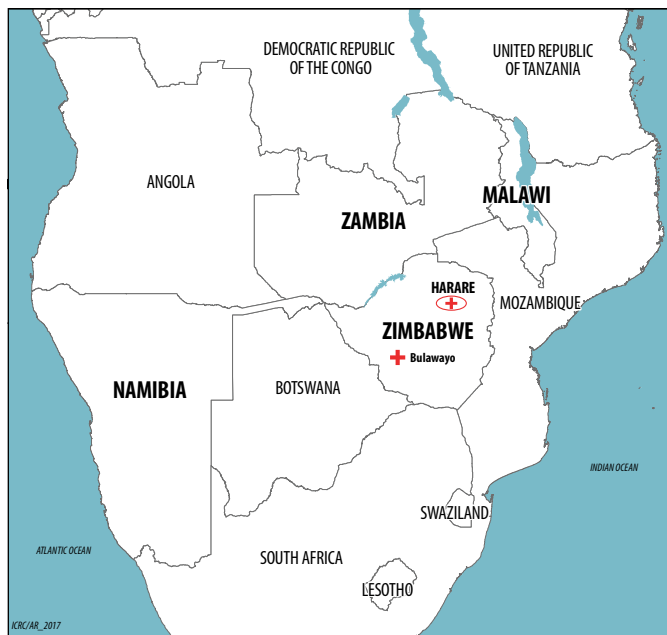 DEMOCRATIC REPUBLIC
OF THE CONGO
UNITED REPUBLIC
OF TANZANIA
ANGOLA
MALAWI
ZAMBIA
HARARE
MOZAMBIQUE
ZIMBABWE
Bulawayo
NAMIBIA
BOTSWANA
INDIAN OCEAN
SWAZILAND
ATLANTIC OCEAN
SOUTH AFRICA
LESOTHO
ICRC/AR_2017